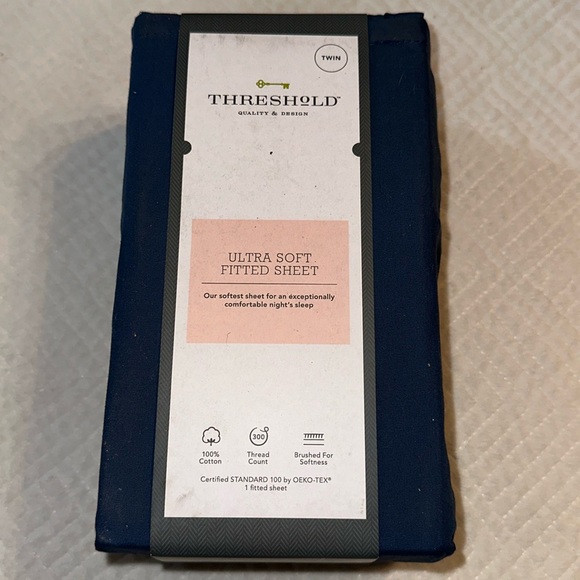 TWIN
THRESHOLD™
QUALITY & DESIGN
ULTRA SOFT
FITTED SHEET
Our softest sheet for an exceptionally
comfortable night's sleep
100%
Cotton
300
Thread
Count
Brushed For
Softness
Certified STANDARD 100 by OEKO-TEX®
1 fitted sheet